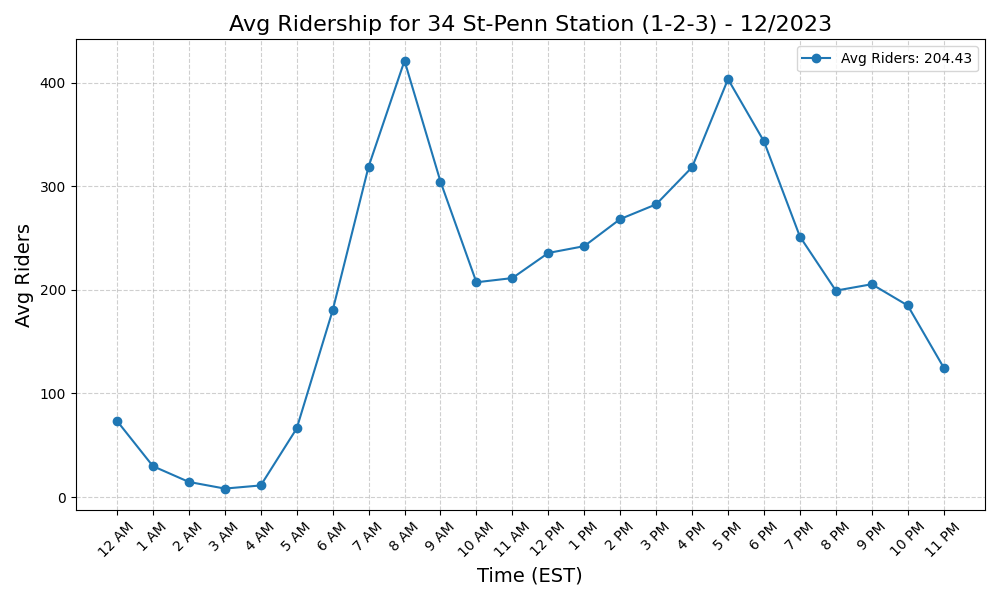 Avg Ridership for 34 St-Penn Station (1-2-3) - 12/2023
Avg Riders: 204.43
Avg Riders
400
300
200
100
0
12 AM
1 AM
2 AM
3 AM
4 AM
5 AM
6 AM
7 AM
8 AM
9 AM
10 AM
11 AM
12 PM
1 PM
2 PM
3 PM
4 PM
5 PM
6 PM
7 PM
8 PM
9 PM
10 PM
11 PM
Time (EST)